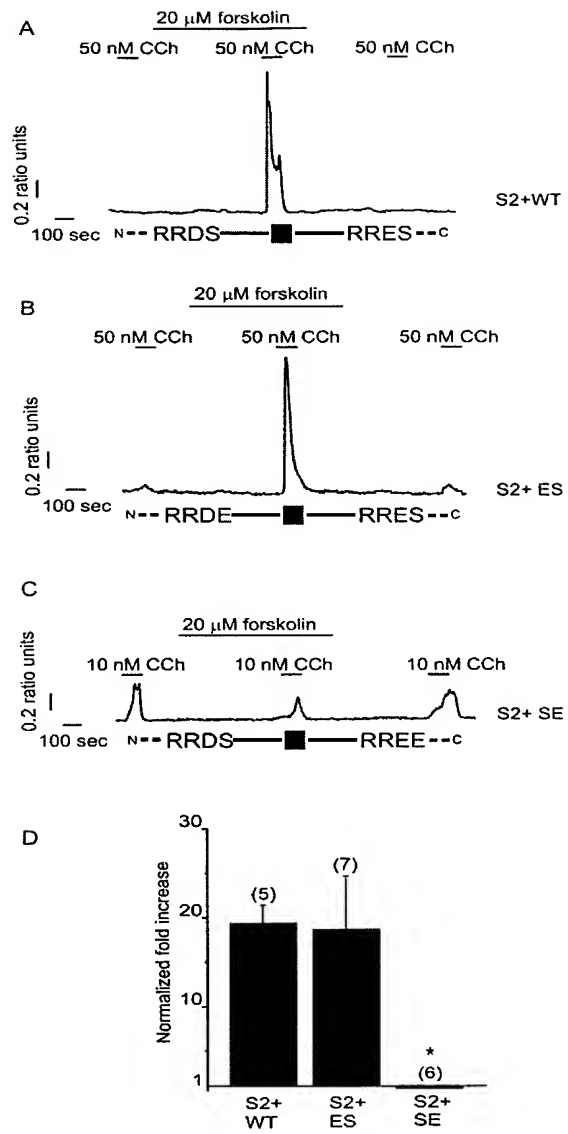 A
20 μM forskolin
50 nM CCh 50 nM CCh 50 nM CCh
0.2 ratio units
S2+WT
100 sec
N RRDS RRES C
B
20 μM forskolin
50 nM CCh 50 nM CCh 50 nM CCh
0.2 ratio units
S2+ ES
100 sec
N RRDE RRES C
C
20 μM forskolin
10 nM CCh 10 nM CCh 10 nM CCh
0.2 ratio units
S2+ SE
100 sec
N RRDS RREE C
D
Normalized fold increase
30
20
10
1
(5)
(7)
*
(6)
S2+ S2+ S2+
WT ES SE